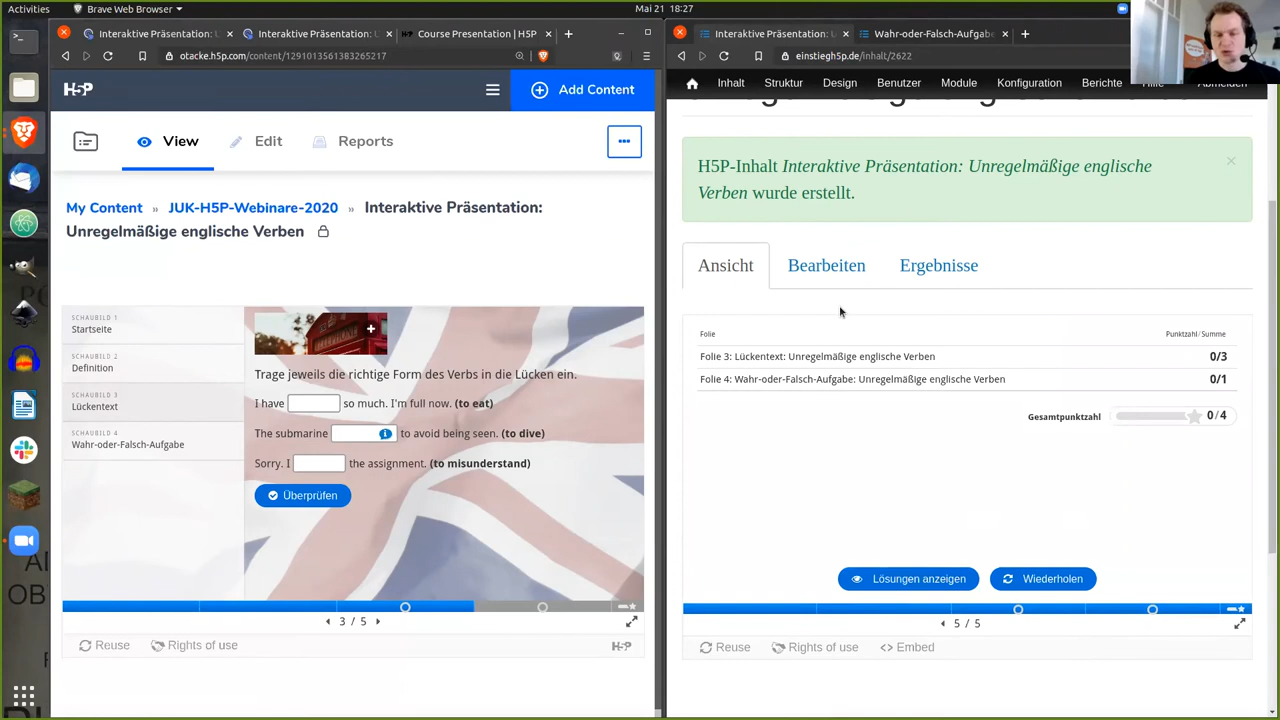 Activities
Brave Web Browser
Mai 21 18:27
Interaktive Präsentation: U
Interaktive Präsentation: U
Course Presentation | H5P
otacke.h5p.com/content/1291013561383265217
H5P
Add Content
View
Edit
Reports
My Content » JUK-H5P-Webinare-2020 » Interaktive Präsentation:
Unregelmäßige englische Verben
SCHAUBILD 1
Startseite
SCHAUBILD 2
Definition
SCHAUBILD 3
Lückentext
SCHAUBILD 4
Wahr-oder-Falsch-Aufgabe
TELEPHONE
Trage jeweils die richtige Form des Verbs in die Lücken ein.
I have so much. I'm full now. (to eat)
The submarine to avoid being seen. (to dive)
Sorry. I the assignment. (to misunderstand)
Überprüfen
3 / 5
Reuse
Rights of use
H5P
Interaktive Präsentation: U
Wahr-oder-Falsch-Aufgabe
einstiegh5p.de/inhalt/2622
Inhalt
Struktur
Design
Benutzer
Module
Konfiguration
Berichte
H5P-Inhalt Interaktive Präsentation: Unregelmäßige englische
Verben wurde erstellt.
Ansicht
Bearbeiten
Ergebnisse
Folie
Punktzahl/Summe
Folie 3: Lückentext: Unregelmäßige englische Verben 0/3
Folie 4: Wahr-oder-Falsch-Aufgabe: Unregelmäßige englische Verben 0/1
Gesamtpunktzahl 0/4
Lösungen anzeigen
Wiederholen
5 / 5
Reuse
Rights of use
Embed